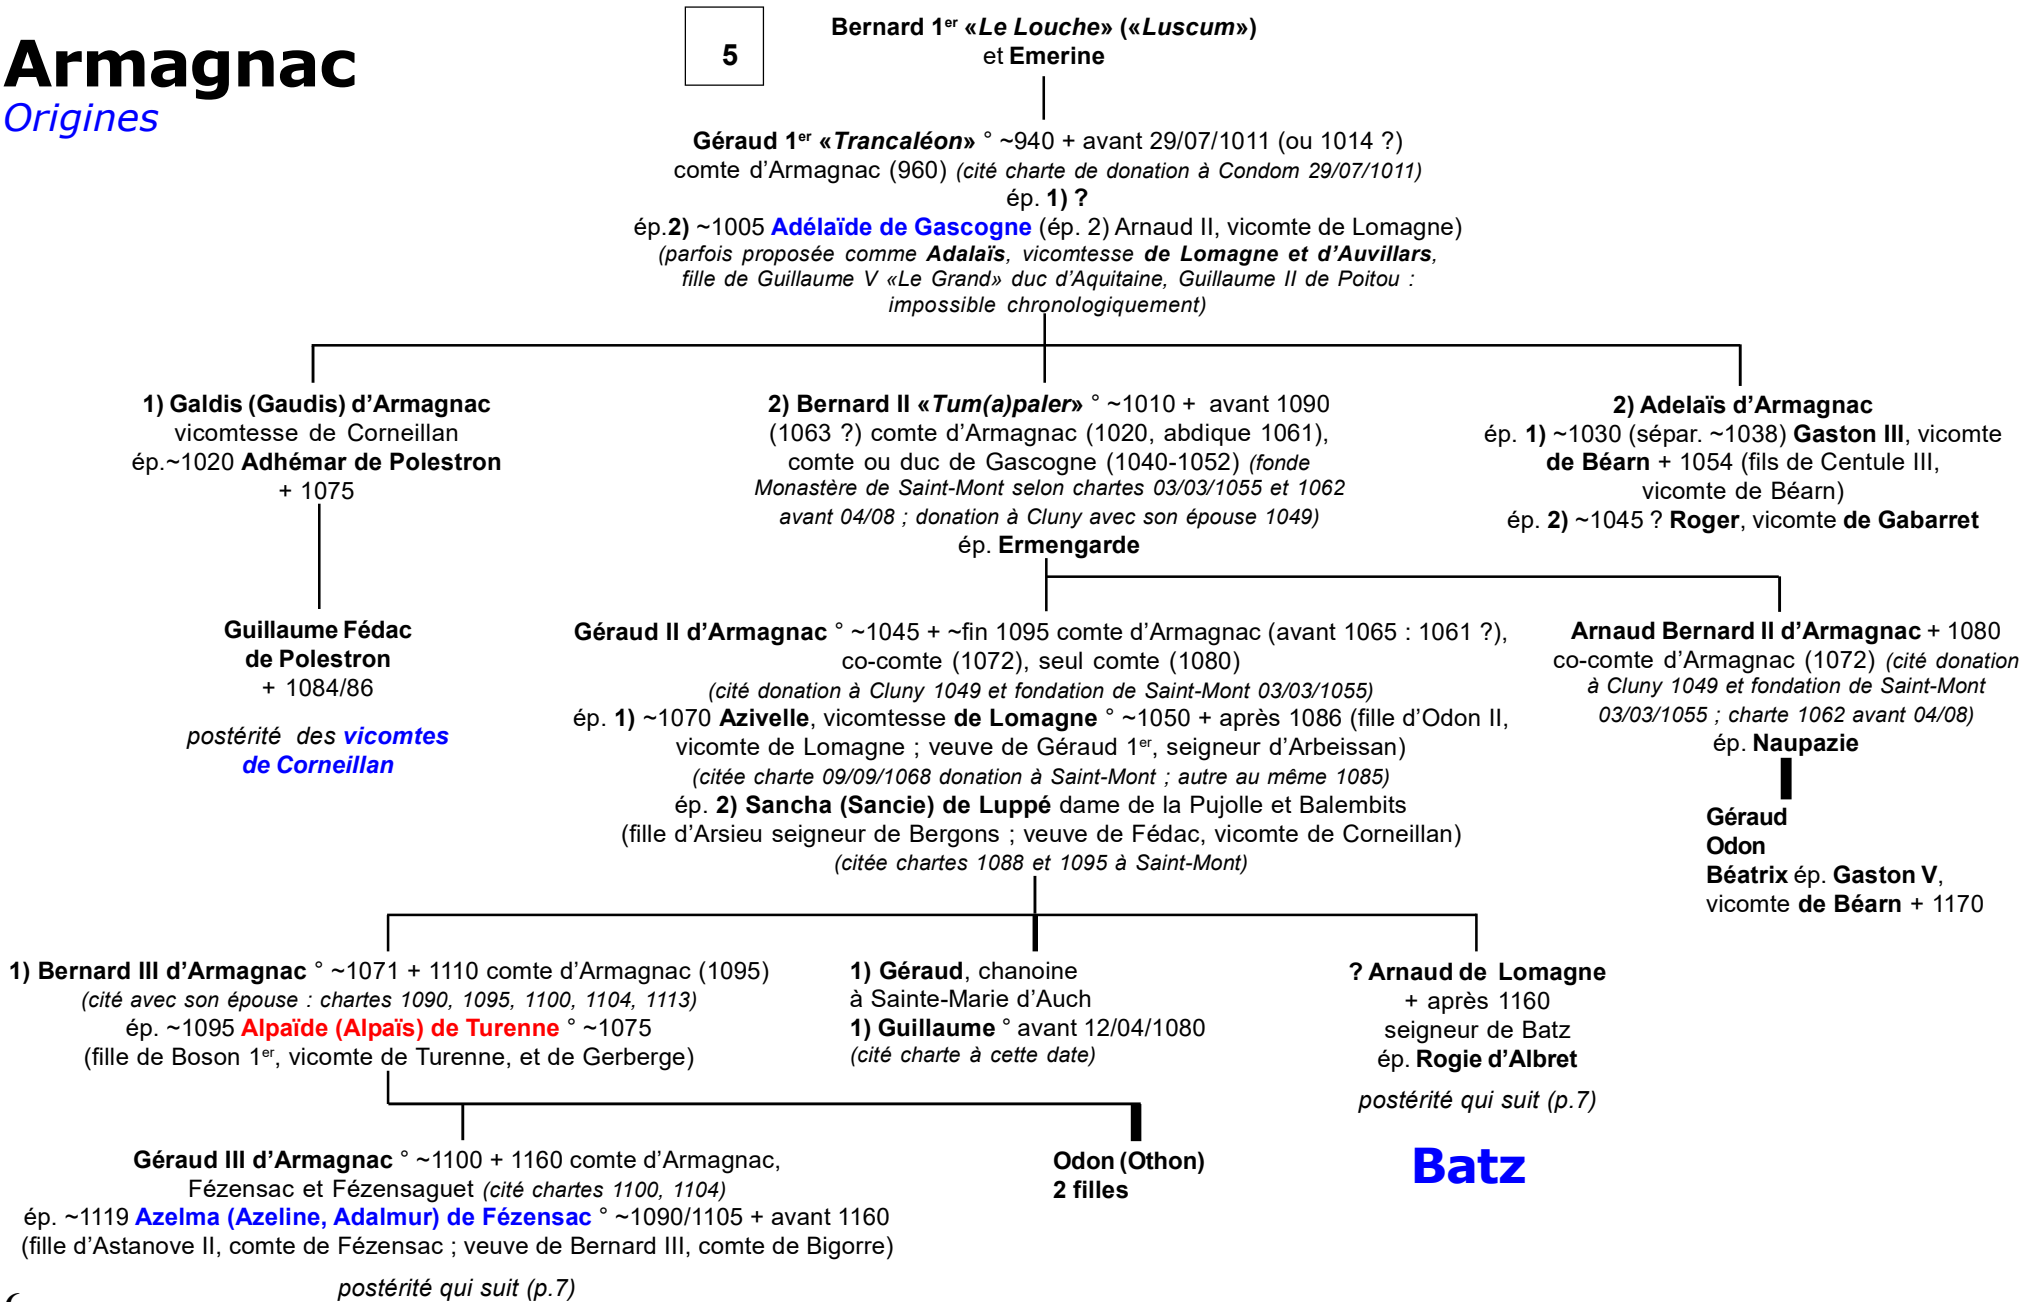 Armagnac
Origines
5
Bernard 1er «Le Louche» («Luscum»)
et Emerine
Géraud 1er «Trancaléon» ° ~940 + avant 29/07/1011 (ou 1014 ?)
comte d’Armagnac (960) (cité charte de donation à Condom 29/07/1011)
ép. 1) ?
ép.2) ~1005 Adélaïde de Gascogne (ép. 2) Arnaud II, vicomte de Lomagne)
(parfois proposée comme Adalaïs, vicomtesse de Lomagne et d’Auvillars,
fille de Guillaume V «Le Grand» duc d’Aquitaine, Guillaume II de Poitou :
impossible chronologiquement)
1) Galdis (Gaudis) d’Armagnac
vicomtesse de Corneillan
ép.~1020 Adhémar de Polestron
+ 1075
2) Bernard II «Tum(a)paler» ° ~1010 + avant 1090
(1063 ?) comte d’Armagnac (1020, abdique 1061),
comte ou duc de Gascogne (1040-1052) (fonde
Monastère de Saint-Mont selon chartes 03/03/1055 et 1062
avant 04/08 ; donation à Cluny avec son épouse 1049)
ép. Ermengarde
2) Adelaïs d’Armagnac
ép. 1) ~1030 (sépar. ~1038) Gaston III, vicomte
de Béarn + 1054 (fils de Centule III,
vicomte de Béarn)
ép. 2) ~1045 ? Roger, vicomte de Gabarret
Guillaume Fédac
de Polestron
+ 1084/86
postérité des vicomtes
de Corneillan
Géraud II d’Armagnac ° ~1045 + ~fin 1095 comte d’Armagnac (avant 1065 : 1061 ?),
co-comte (1072), seul comte (1080)
(cité donation à Cluny 1049 et fondation de Saint-Mont 03/03/1055)
ép. 1) ~1070 Azivelle, vicomtesse de Lomagne ° ~1050 + après 1086 (fille d’Odon II,
vicomte de Lomagne ; veuve de Géraud 1er, seigneur d’Arbeissan)
(citée charte 09/09/1068 donation à Saint-Mont ; autre au même 1085)
ép. 2) Sancha (Sancie) de Luppé dame de la Pujolle et Balembits
(fille d’Arsieu seigneur de Bergons ; veuve de Fédac, vicomte de Corneillan)
(citée chartes 1088 et 1095 à Saint-Mont)
Arnaud Bernard II d’Armagnac + 1080
co-comte d’Armagnac (1072) (cité donation
à Cluny 1049 et fondation de Saint-Mont
03/03/1055 ; charte 1062 avant 04/08)
ép. Naupazie
Géraud
Odon
Béatrix ép. Gaston V,
vicomte de Béarn + 1170
1) Bernard III d’Armagnac ° ~1071 + 1110 comte d’Armagnac (1095)
(cité avec son épouse : chartes 1090, 1095, 1100, 1104, 1113)
ép. ~1095 Alpaïde (Alpaïs) de Turenne ° ~1075
(fille de Boson 1er, vicomte de Turenne, et de Gerberge)
1) Géraud, chanoine
à Sainte-Marie d’Auch
1) Guillaume ° avant 12/04/1080
(cité charte à cette date)
? Arnaud de Lomagne
+ après 1160
seigneur de Batz
ép. Rogie d’Albret
postérité qui suit (p.7)
Batz
Géraud III d’Armagnac ° ~1100 + 1160 comte d’Armagnac,
Fézensac et Fézensaguet (cité chartes 1100, 1104)
ép. ~1119 Azelma (Azeline, Adalmur) de Fézensac ° ~1090/1105 + avant 1160
(fille d’Astanove II, comte de Fézensac ; veuve de Bernard III, comte de Bigorre)
postérité qui suit (p.7)
Odon (Othon)
2 filles